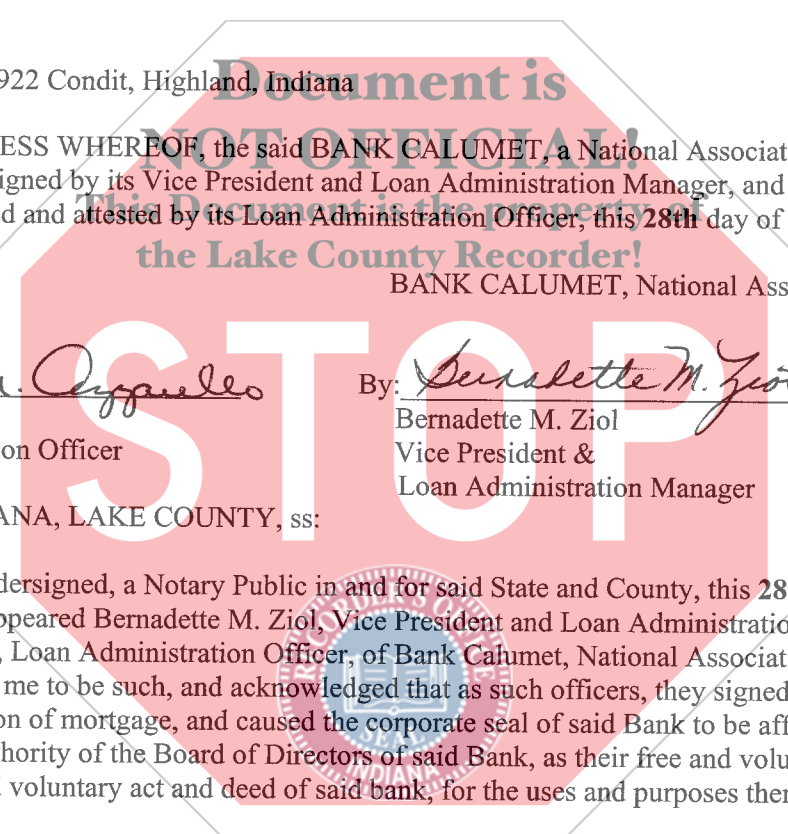 922 Condit, Highland, Indiana
Document is
NOT OFFICIAL!
ESS WHEREOF, the said BANK CALUMET, a National Associat
igned by its Vice President and Loan Administration Manager, and
This Document is the property of
d and attested by its Loan Administration Officer, this 28th day of
the Lake County Recorder!
BANK CALUMET, National Ass
By: Bernadette M. Ziol
Bernadette M. Ziol
on Officer
Vice President &
Loan Administration Manager
STOP
ANA, LAKE COUNTY, ss:
dersigned, a Notary Public in and for said State and County, this 28
ppeared Bernadette M. Ziol, Vice President and Loan Administratio
, Loan Administration Officer, of Bank Calumet, National Associat
me to be such, and acknowledged that as such officers, they signed
on of mortgage, and caused the corporate seal of said Bank to be aff
hority of the Board of Directors of said Bank, as their free and volu
voluntary act and deed of said bank, for the uses and purposes ther
RECORDER'S OFFICE
SEAL
INDIANA